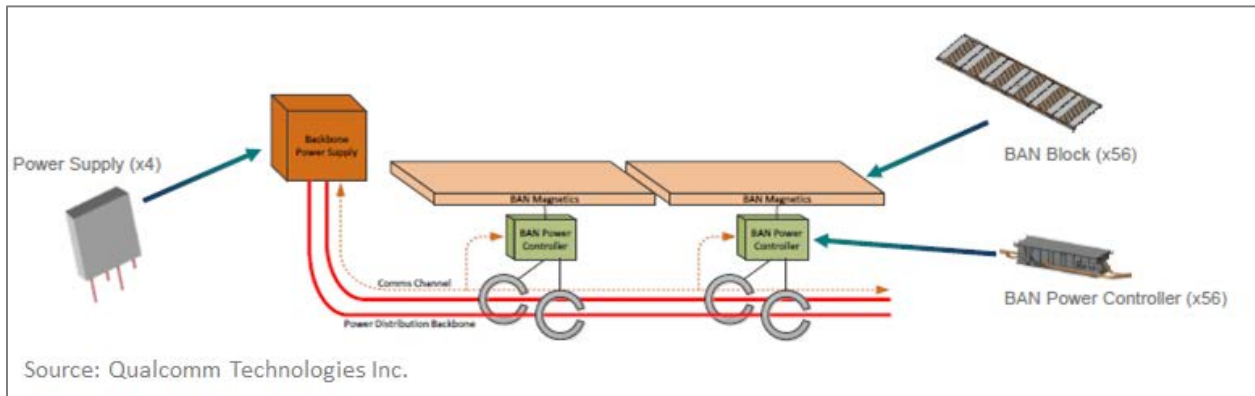 Power Supply (x4)
Backbone
Power Supply
BAN Block (x56)
BAN Magnetics
BAN Magnetics
BAN Power
Controller
BAN Power
Controller
Comms Channel
Power Distribution Backbone
BAN Power Controller (x56)
Source: Qualcomm Technologies Inc.